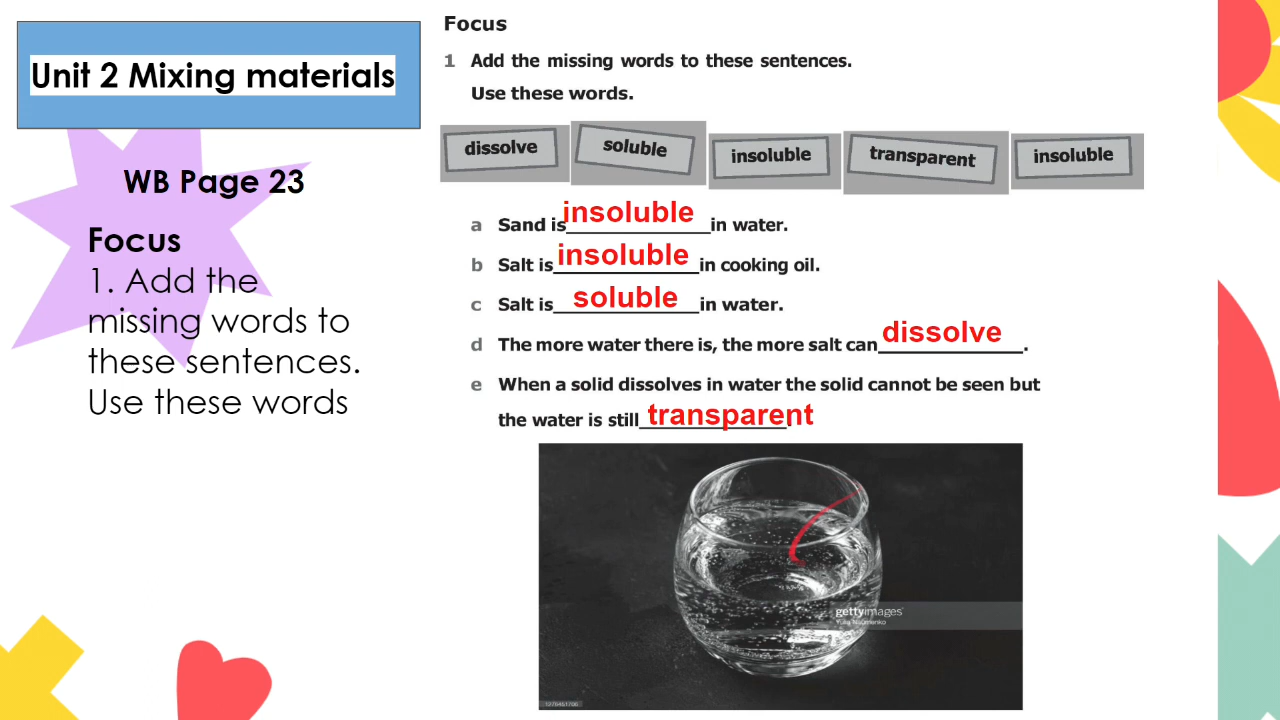 Unit 2 Mixing materials
WB Page 23
Focus
1. Add the
missing words to
these sentences.
Use these words
Focus
1 Add the missing words to these sentences.
Use these words.
dissolve soluble insoluble transparent insoluble
a Sand is insoluble in water.
b Salt is insoluble in cooking oil.
c Salt is soluble in water.
d The more water there is, the more salt can dissolve.
e When a solid dissolves in water the solid cannot be seen but
the water is still transparent.
gettyimages
Yulia Naumenko